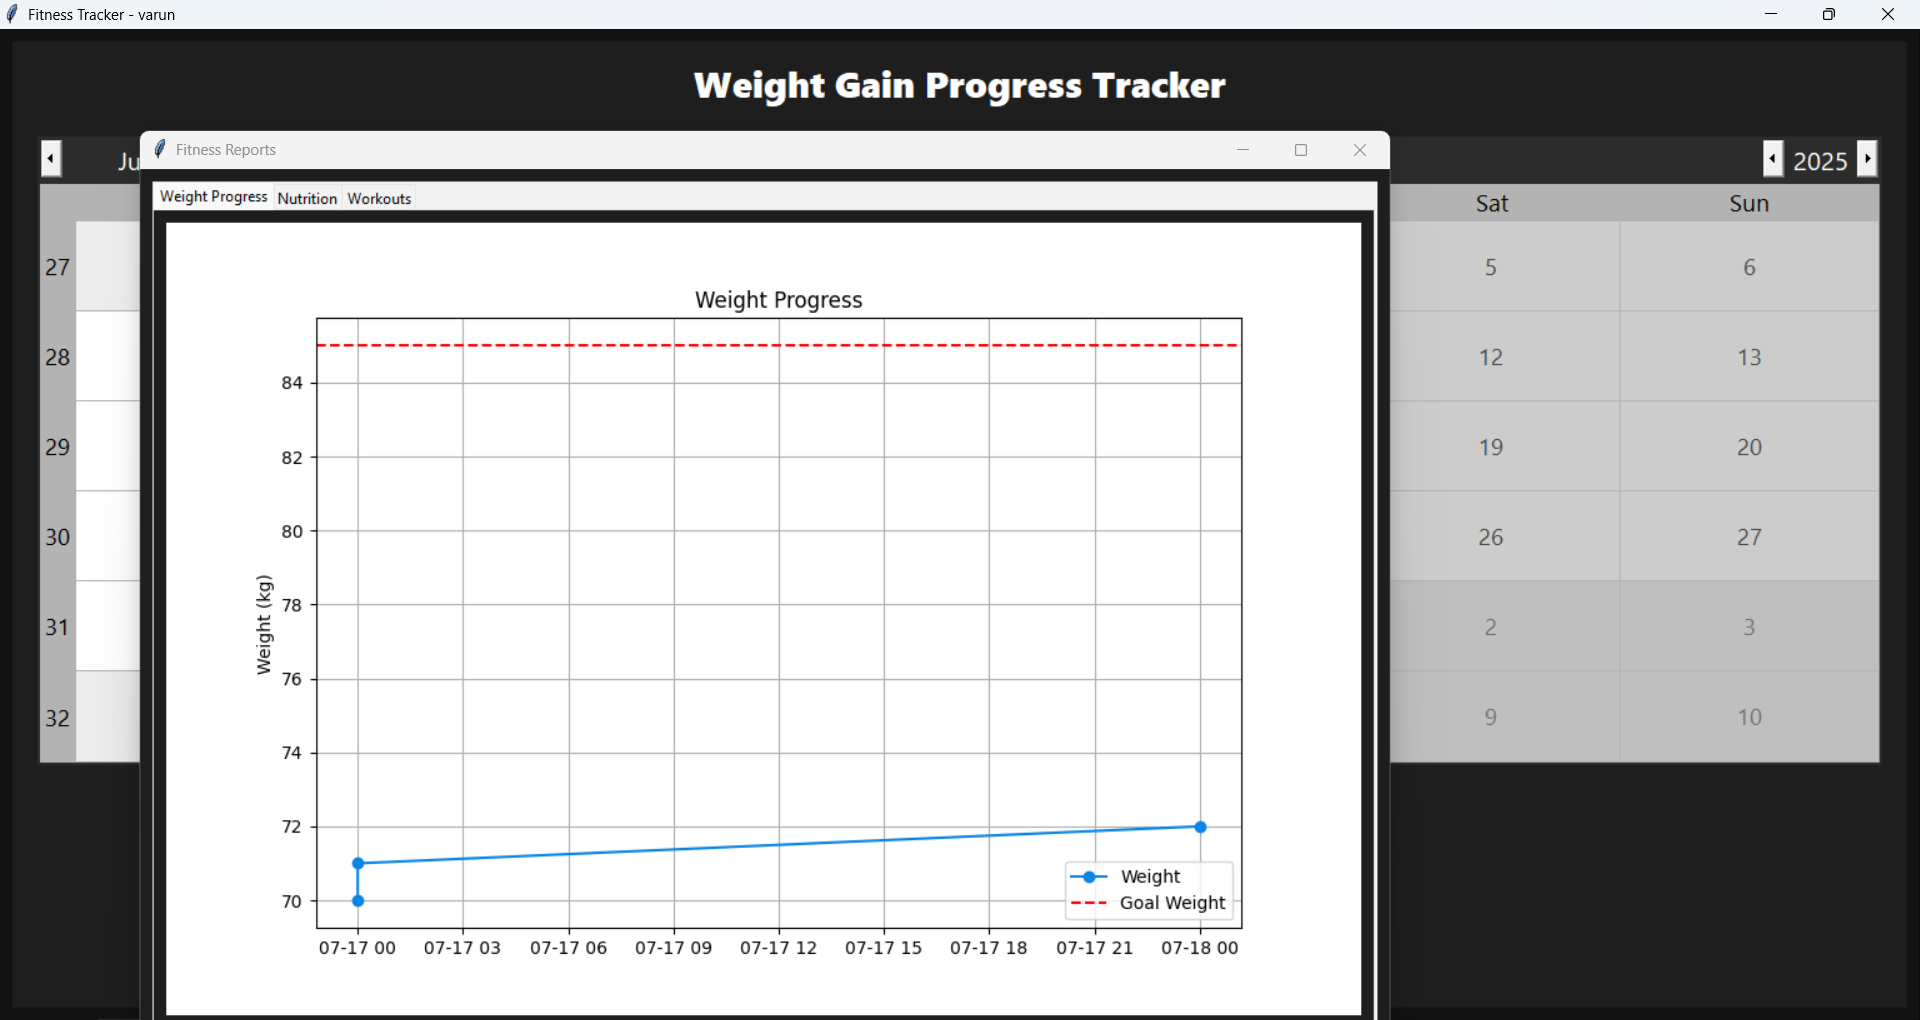 Fitness Tracker - varun
Weight Gain Progress Tracker
Ju
2025
Fitness Reports
Weight Progress Nutrition Workouts
Sat Sun
27 5 6
28 12 13
29 19 20
30 26 27
31 2 3
32 9 10
Weight Progress
Weight (kg)
84
82
80
78
76
74
72
70
Weight
Goal Weight
07-17 00 07-17 03 07-17 06 07-17 09 07-17 12 07-17 15 07-17 18 07-17 21 07-18 00